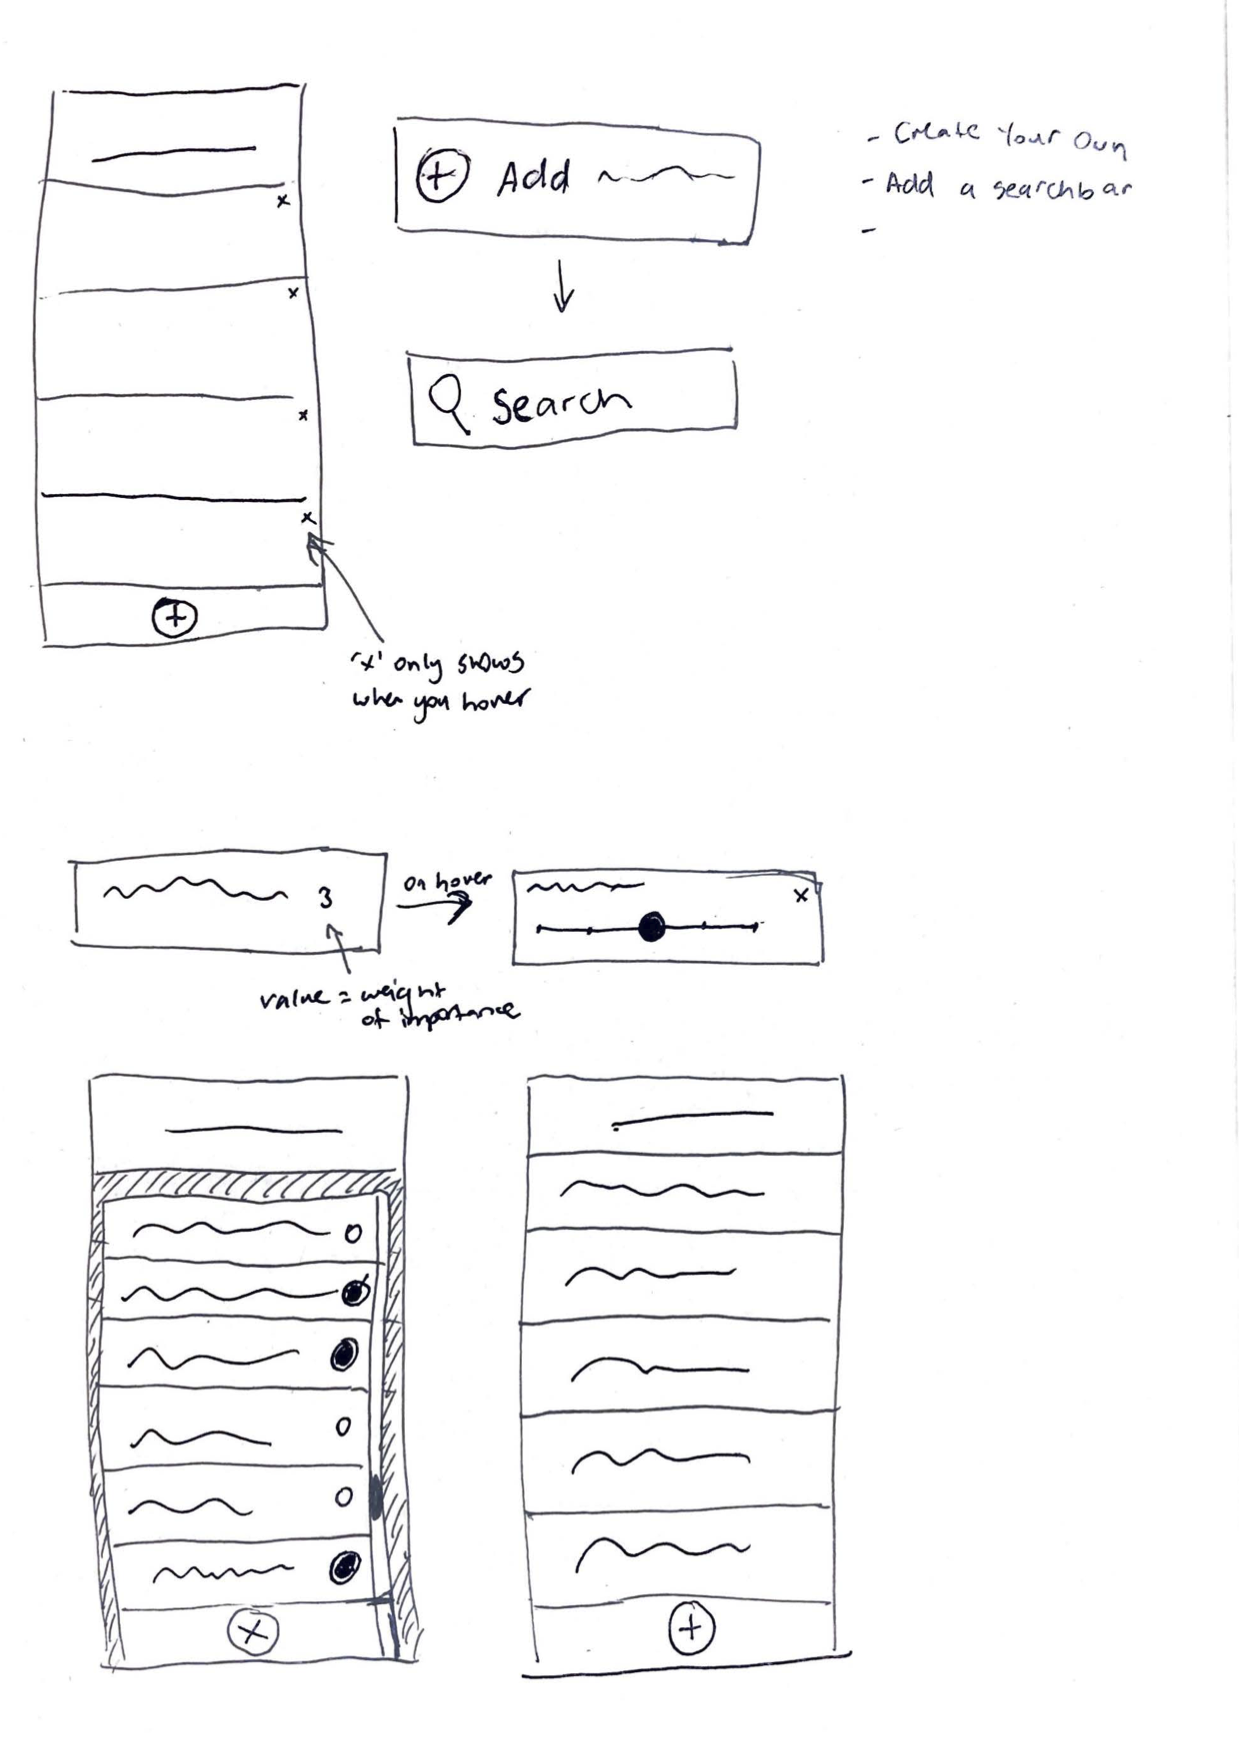 ⊕ Add
Search
- Create Your Own
- Add a searchbar
-
'x' only shows
when you hover
3
on hover
value = weight
of importance